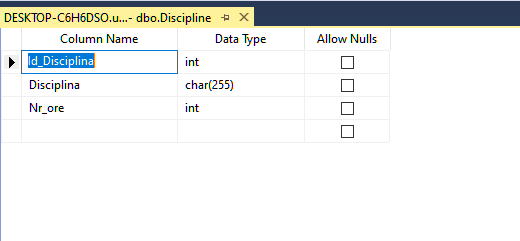 DESKTOP-C6H6DSO.u...- dbo.Discipline
Column Name Data Type Allow Nulls
Id_Disciplina int
Disciplina char(255)
Nr_ore int